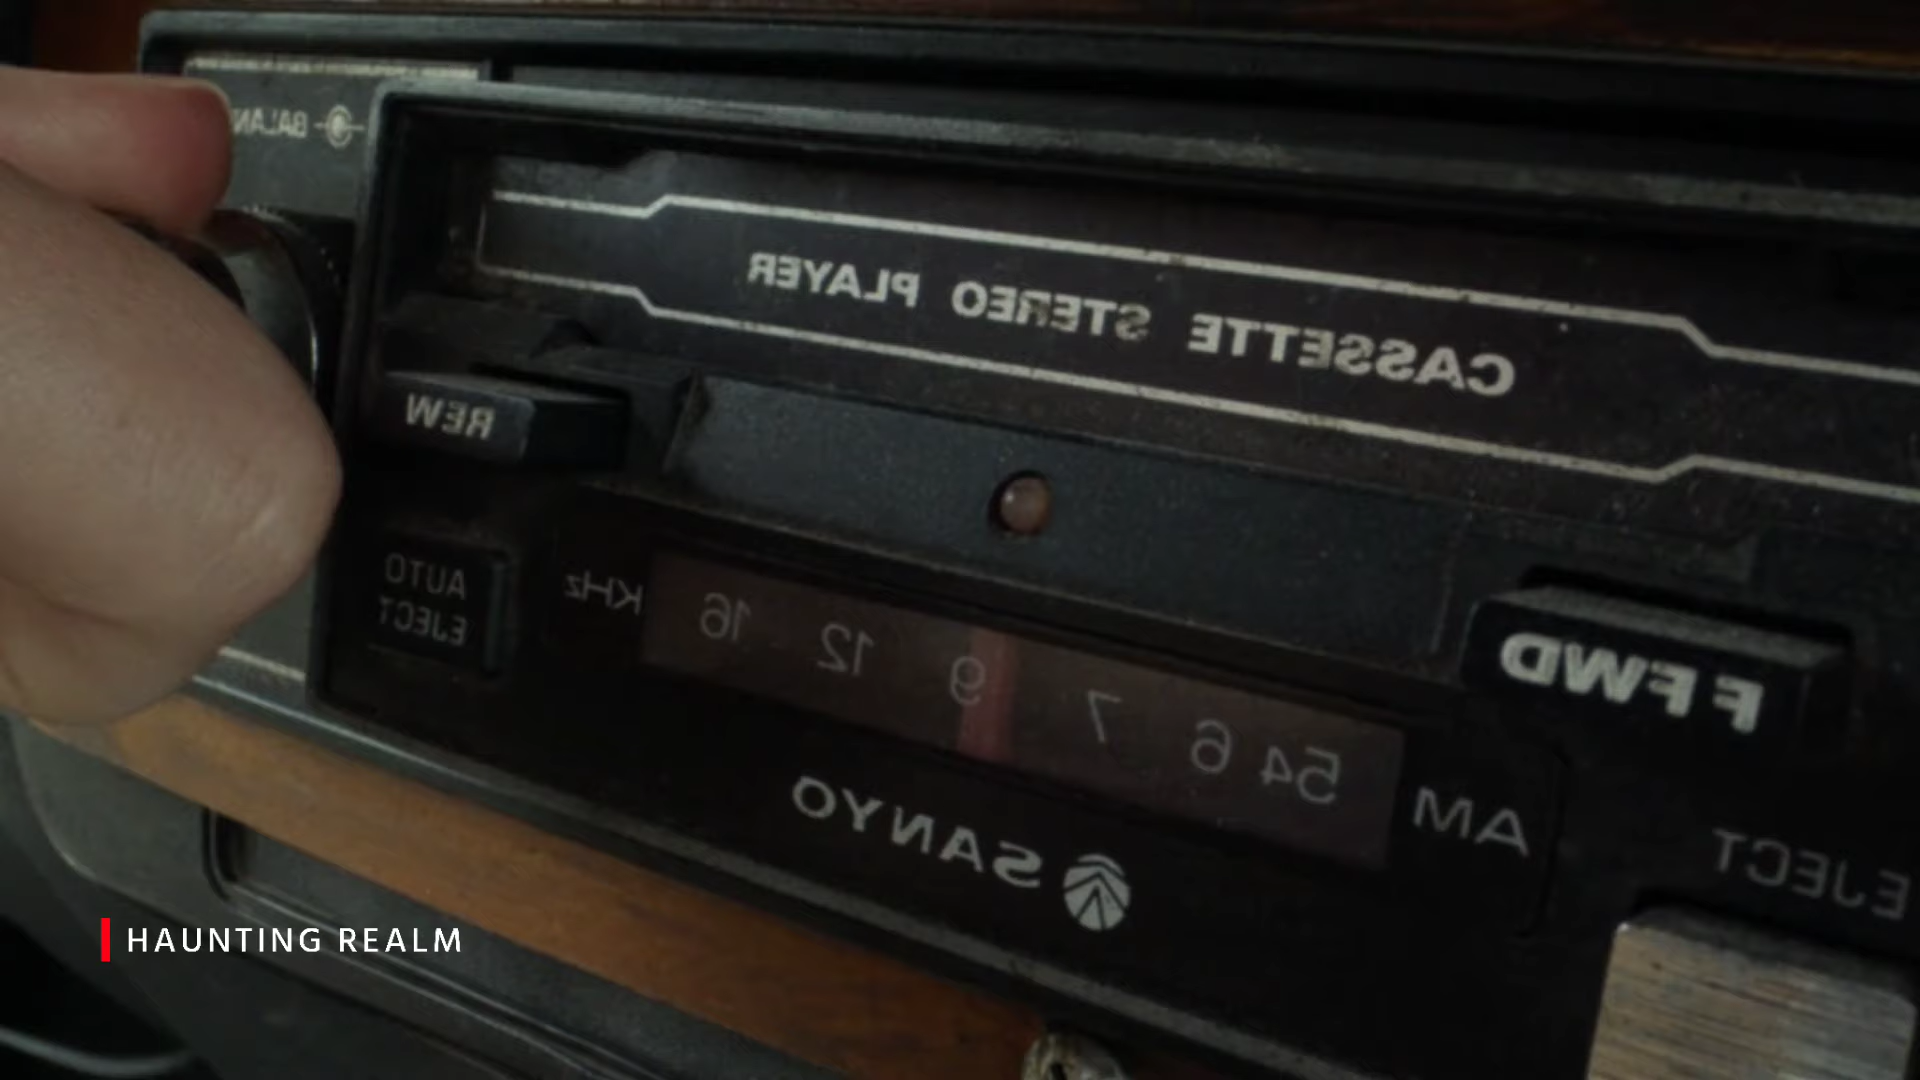 BALAN
CASSETTE STEREO PLAYER
REW
AUTO
EJECT
KHz
54 6 7 9 12 16
AM
F FWD
SANYO
EJECT
HAUNTING REALM